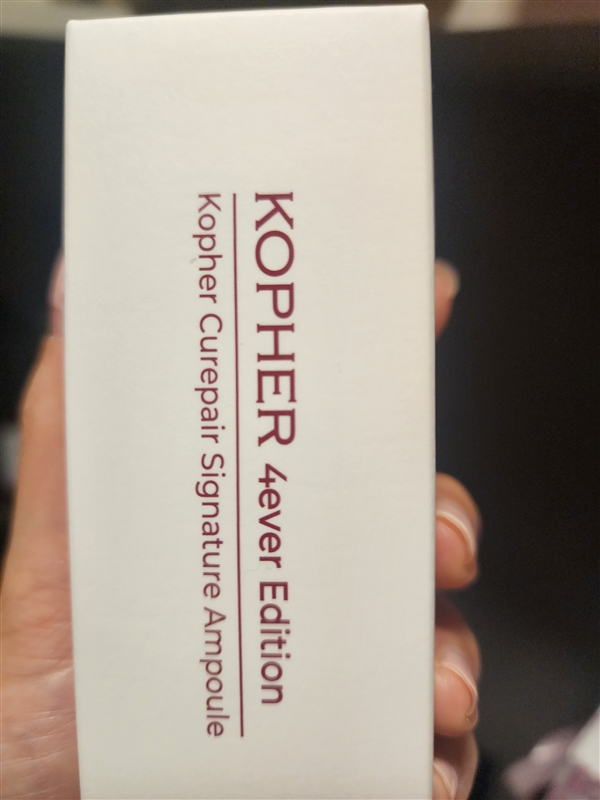 KOPHER 4ever Edition
Kopher Curepair Signature Ampoule